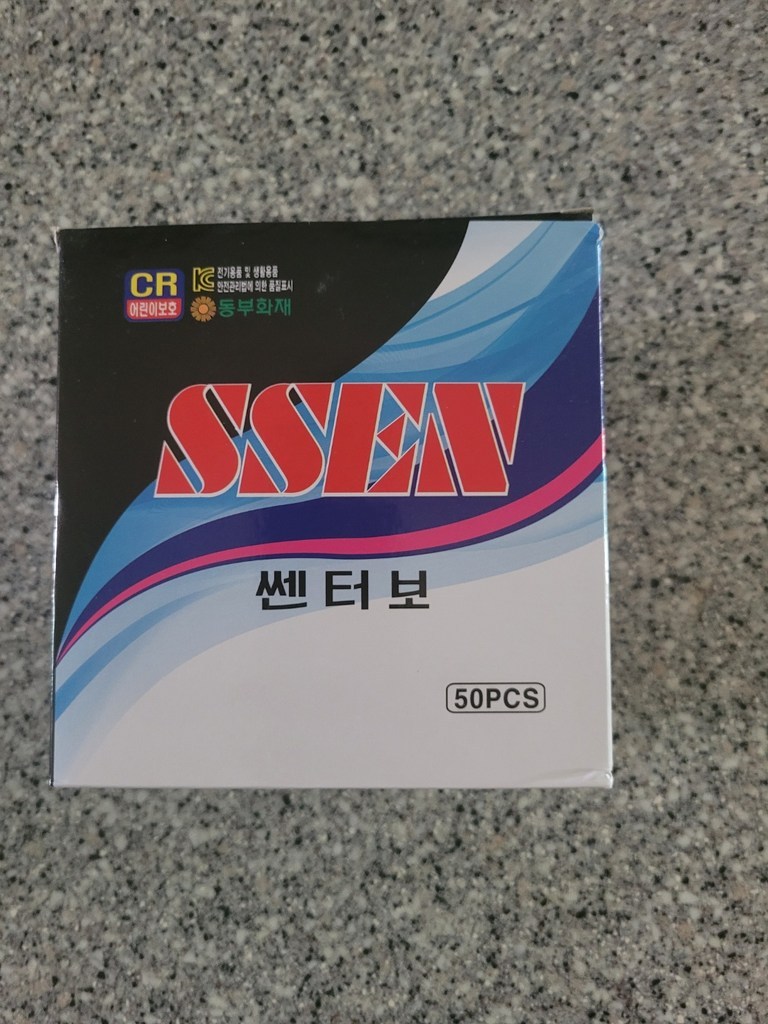 CR
어린이보호
KC 전기용품 및 생활용품
안전관리법에 의한 품질표시
동부화재
SSEN
쎈터보
50PCS